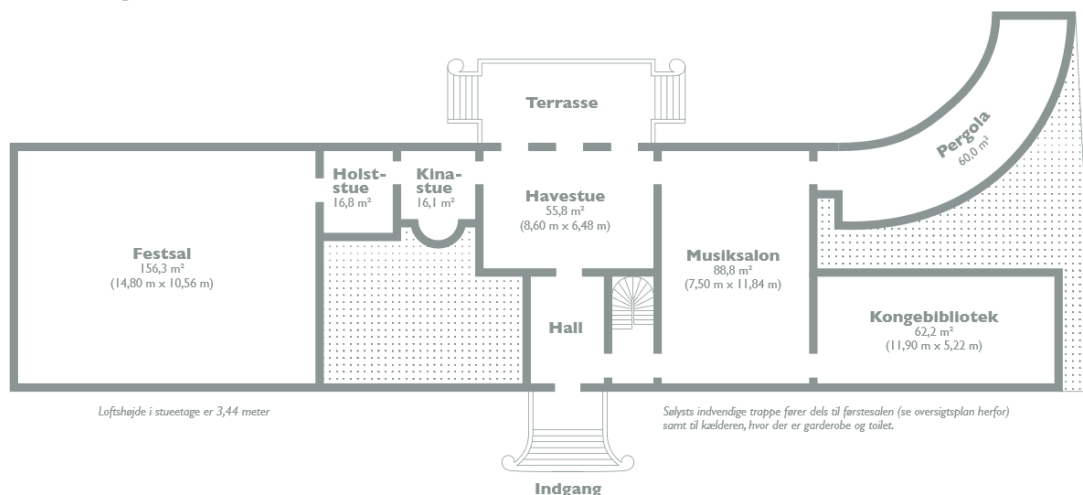 Terrasse
Pergola
60.0 m²
Holst-
stue
16,8 m²
Kina-
stue
16,1 m²
Havestue
55,8 m²
(8,60 m x 6,48 m)
Festsal
156,3 m²
(14,80 m x 10,56 m)
Musiksalon
88,8 m²
(7,50 m x 11,84 m)
Hall
Kongebibliotek
62,2 m²
(11,90 m x 5,22 m)
Loftshøjde i stueetage er 3,44 meter
Sølysts indvendige trappe fører dels til førstesalen (se oversigtsplan herfor)
samt til kælderen, hvor der er garderobe og toilet.
Indgang